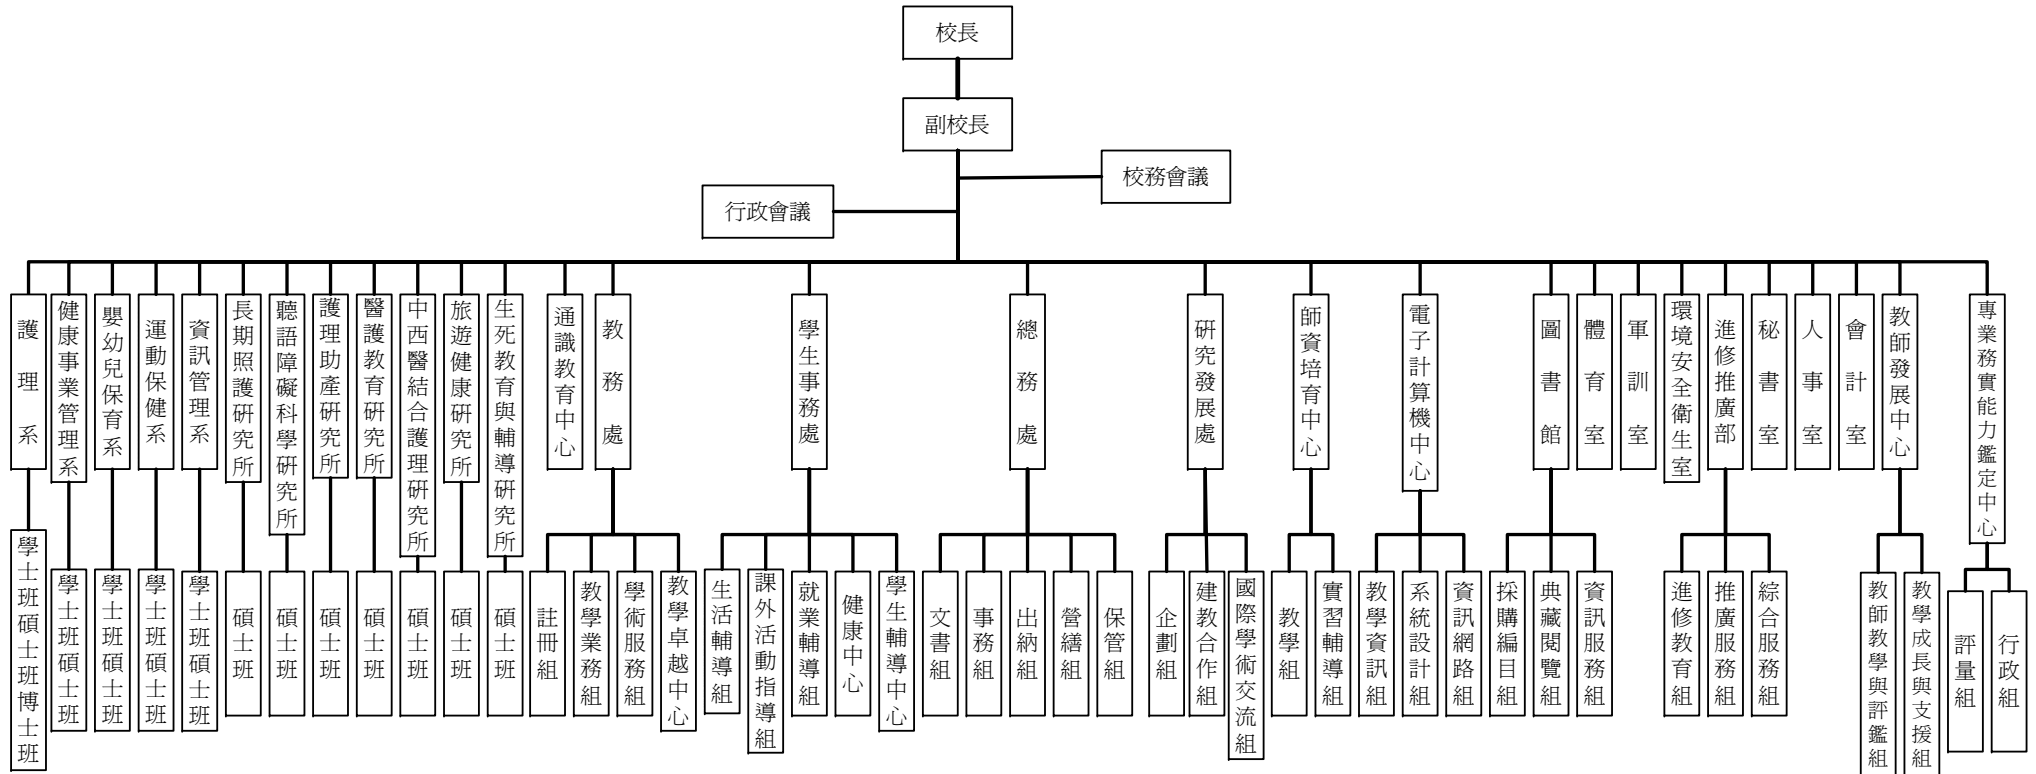 校長
副校長
校務會議
行政會議
護理系
健康事業管理系
嬰幼兒保育系
運動保健系
資訊管理系
長期照護研究所
聽語障礙科學研究所
護理助產研究所
醫護教育研究所
中西醫結合護理研究所
旅遊健康研究所
生死教育與輔導研究所
通識教育中心
教務處
學生事務處
總務處
研究發展處
師資培育中心
電子計算機中心
圖書館
體育室
軍訓室
環境安全衛生室
進修推廣部
秘書室
人事室
會計室
教師發展中心
專業務實能力鑑定中心
學士班碩士班博士班
學士班碩士班
學士班碩士班
學士班碩士班
學士班碩士班
碩士班
碩士班
碩士班
碩士班
碩士班
碩士班
碩士班
註冊組
教學業務組
學術服務組
教學卓越中心
生活輔導組
課外活動指導組
就業輔導組
健康中心
學生輔導中心
文書組
事務組
出納組
營繕組
保管組
企劃組
建教合作組
國際學術交流組
教學組
實習輔導組
教學資訊組
系統設計組
資訊網路組
採購編目組
典藏閱覽組
資訊服務組
進修教育組
推廣服務組
綜合服務組
教師教學與評鑑組
教學成長與支援組
評量組
行政組